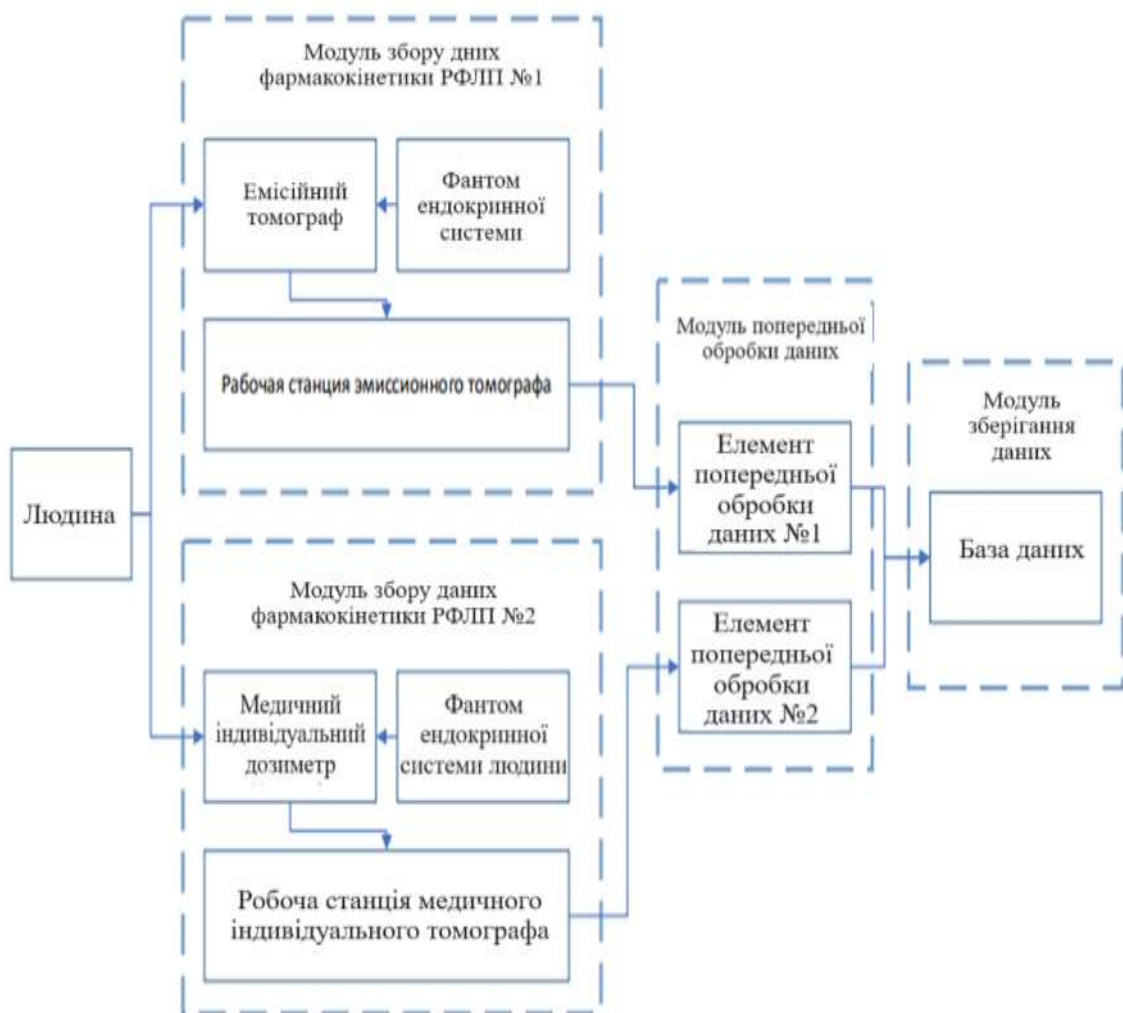 Модуль збору дних
фармакокінетики РФЛП №1
Емісійний
томограф
Фантом
ендокринної
системи
Рабочая станция эмиссионного томографа
Людина
Модуль збору даних
фармакокінетики РФЛП №2
Медичний
індивідуальний
дозиметр
Фантом
ендокринної
системи людини
Робоча станція медичного
індивідуального томографа
Модуль попередньої
обробки даних
Елемент
попередньої
обробки
даних №1
Елемент
попередньої
обробки
даних №2
Модуль
зберігання
даних
База даних